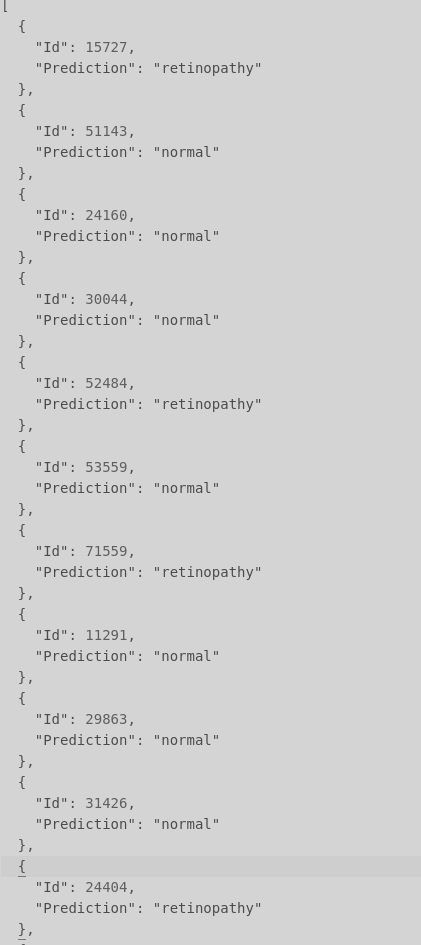 [
  {
    "Id": 15727,
    "Prediction": "retinopathy"
  },
  {
    "Id": 51143,
    "Prediction": "normal"
  },
  {
    "Id": 24160,
    "Prediction": "normal"
  },
  {
    "Id": 30044,
    "Prediction": "normal"
  },
  {
    "Id": 52484,
    "Prediction": "retinopathy"
  },
  {
    "Id": 53559,
    "Prediction": "normal"
  },
  {
    "Id": 71559,
    "Prediction": "retinopathy"
  },
  {
    "Id": 11291,
    "Prediction": "normal"
  },
  {
    "Id": 29863,
    "Prediction": "normal"
  },
  {
    "Id": 31426,
    "Prediction": "normal"
  },
  {
    "Id": 24404,
    "Prediction": "retinopathy"
  },